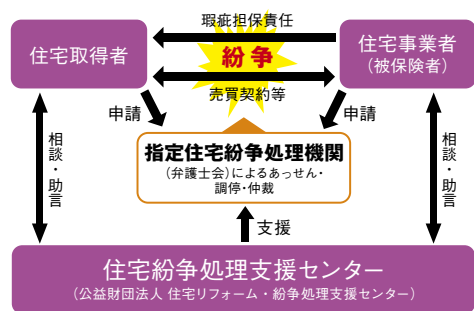 瑕疵担保責任
住宅取得者
紛争
住宅事業者
(被保険者)
売買契約等
申請
申請
指定住宅紛争処理機関
(弁護士会)によるあっせん・
調停・仲裁
相談・助言
相談・助言
支援
住宅紛争処理支援センター
(公益財団法人 住宅リフォーム・紛争処理支援センター)